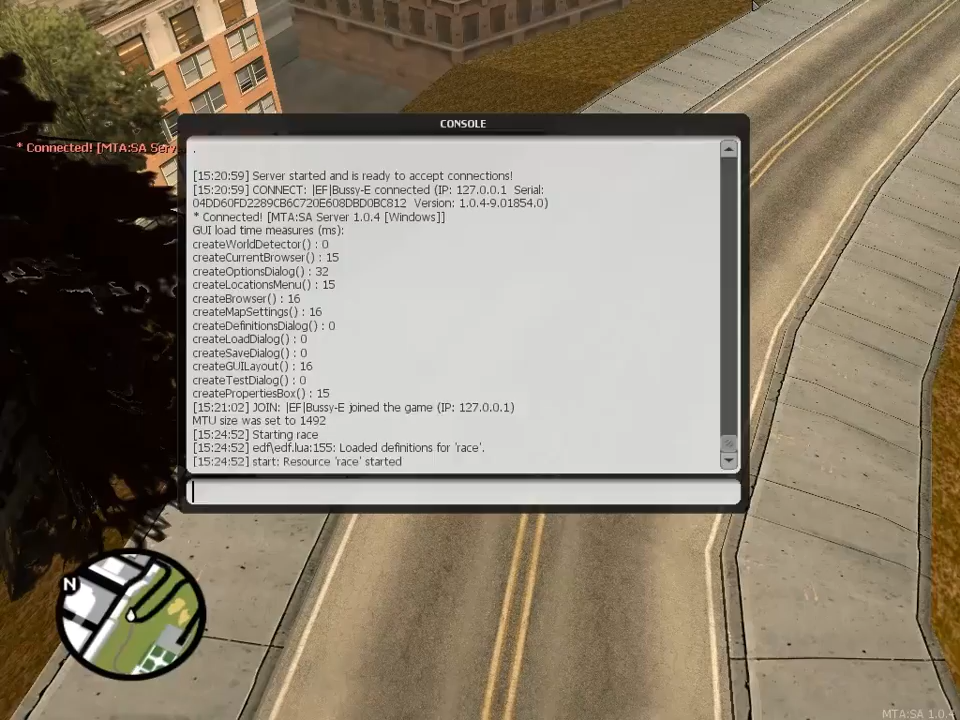 CONSOLE
* Connected! [MTA:SA Serv
.
[15:20:59] Server started and is ready to accept connections!
[15:20:59] CONNECT: |EF|Bussy-E connected (IP: 127.0.0.1 Serial:
04DD60FD2289CB6C720E608DBD0BC812 Version: 1.0.4-9.01854.0)
* Connected! [MTA:SA Server 1.0.4 [Windows]]
GUI load time measures (ms):
createWorldDetector() : 0
createCurrentBrowser() : 15
createOptionsDialog() : 32
createLocationsMenu() : 15
createBrowser() : 16
createMapSettings() : 16
createDefinitionsDialog() : 0
createLoadDialog() : 0
createSaveDialog() : 0
createGUILayout() : 16
createTestDialog() : 0
createPropertiesBox() : 15
[15:21:02] JOIN: |EF|Bussy-E joined the game (IP: 127.0.0.1)
MTU size was set to 1492
[15:24:52] Starting race
[15:24:52] edf\edf.lua:155: Loaded definitions for 'race'.
[15:24:52] start: Resource 'race' started
N
MTA:SA 1.0.4